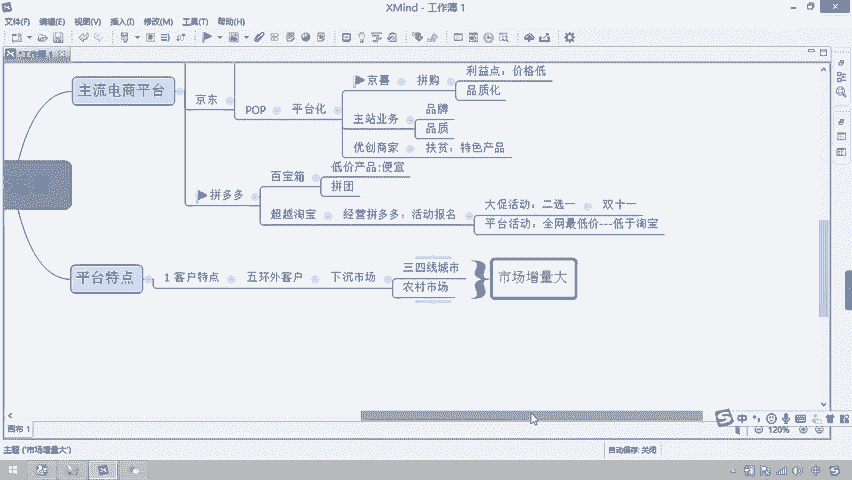 XMind - 工作簿 1
文件(F) 编辑(E) 视图(V) 插入(I) 修改(M) 工具(T) 帮助(H)
*工作簿 1
主流电商平台
京东
POP
平台化
京喜
拼购
利益点：价格低
品质化
主站业务
品牌
品质
优创商家
扶贫：特色产品
拼多多
百宝箱
低价产品:便宜
拼团
超越淘宝
经营拼多多：活动报名
大促活动：二选一
双十一
平台活动：全网最低价---低于淘宝
平台特点
1 客户特点
五环外客户
下沉市场
三四线城市
农村市场
市场增量大
画布 1
中
120%
主题 ('市场增量大')
自动保存: 关闭